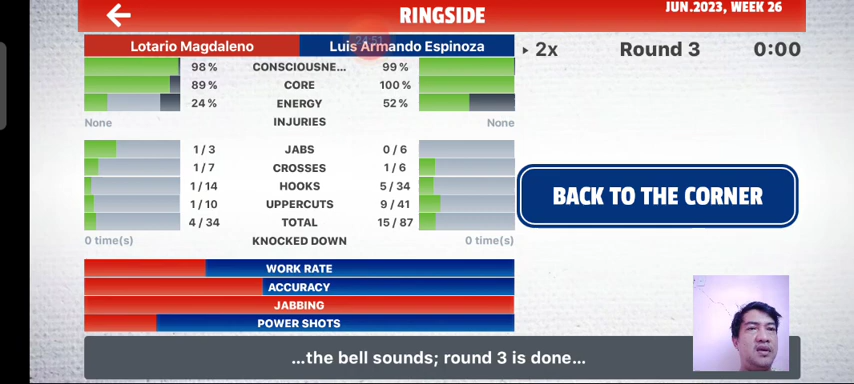 RINGSIDE
JUN.2023, WEEK 26
Lotario Magdaleno
Luis Armando Espinoza
24:51
2x
Round 3
0:00
98 % CONSCIOUSNE... 99 %
89 % CORE 100 %
24 % ENERGY 52 %
None INJURIES None
1 / 3 JABS 0 / 6
1 / 7 CROSSES 1 / 6
1 / 14 HOOKS 5 / 34
1 / 10 UPPERCUTS 9 / 41
4 / 34 TOTAL 15 / 87
0 time(s) KNOCKED DOWN 0 time(s)
BACK TO THE CORNER
WORK RATE
ACCURACY
JABBING
POWER SHOTS
...the bell sounds; round 3 is done...